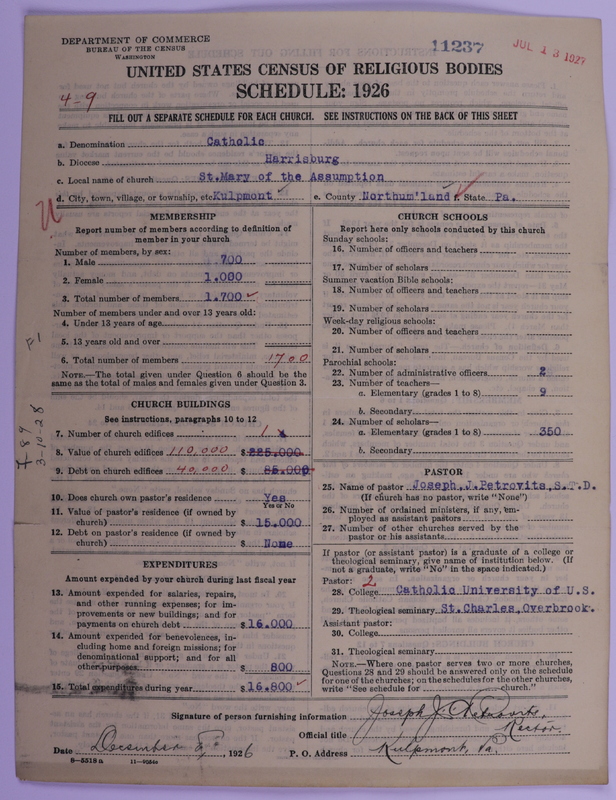 DEPARTMENT OF COMMERCE
BUREAU OF THE CENSUS
WASHINGTON
11237
JUL 13 1927
UNITED STATES CENSUS OF RELIGIOUS BODIES
SCHEDULE: 1926
4-9
FILL OUT A SEPARATE SCHEDULE FOR EACH CHURCH. SEE INSTRUCTIONS ON THE BACK OF THIS SHEET
a. Denomination Catholic
b. Diocese Harrisburg
c. Local name of church St.Mary of the Assumption
d. City, town, village, or township, etc. Kulpmont e. County Northum'land f. State Pa.
MEMBERSHIP
Report number of members according to definition of
member in your church
Number of members, by sex:
1. Male 700
2. Female 1.000
3. Total number of members 1.700
Number of members under and over 13 years old:
4. Under 13 years of age
5. 13 years old and over
6. Total number of members 1700
NOTE.—The total given under Question 6 should be the
same as the total of males and females given under Question 3.
CHURCH BUILDINGS
See instructions, paragraphs 10 to 12
7. Number of church edifices 1
8. Value of church edifices 110,000 $ 225.000
9. Debt on church edifices 40,000 $ 85.000
10. Does church own pastor's residence Yes
Yes or No
11. Value of pastor's residence (if owned by
church) $ 15.000
12. Debt on pastor's residence (if owned by
church) $ None
EXPENDITURES
Amount expended by your church during last fiscal year
13. Amount expended for salaries, repairs,
and other running expenses; for im-
provements or new buildings; and for
payments on church debt $ 16.000
14. Amount expended for benevolences, in-
cluding home and foreign missions; for
denominational support; and for all
other purposes $ 800
15. Total expenditures during year $ 16.800
CHURCH SCHOOLS
Report here only schools conducted by this church
Sunday schools:
16. Number of officers and teachers
17. Number of scholars
Summer vacation Bible schools:
18. Number of officers and teachers
19. Number of scholars
Week-day religious schools:
20. Number of officers and teachers
21. Number of scholars
Parochial schools:
22. Number of administrative officers 2
23. Number of teachers—
a. Elementary (grades 1 to 8) 9
b. Secondary
24. Number of scholars—
a. Elementary (grades 1 to 8) 350
b. Secondary
PASTOR
25. Name of pastor Joseph J.Petrovits,S.T.D.
(If church has no pastor, write "None")
26. Number of ordained ministers, if any, em-
ployed as assistant pastors
27. Number of other churches served by the
pastor or his assistants
If pastor (or assistant pastor) is a graduate of a college or
theological seminary, give name of institution below. (If
not a graduate, write "No" in the space indicated.)
Pastor: 2
28. College Catholic University of U.S.
29. Theological seminary St.Charles,Overbrook.
Assistant pastor:
30. College
31. Theological seminary
NOTE.—Where one pastor serves two or more churches,
Questions 28 and 29 should be answered only on the schedule
for one of the churches; on the schedules for the other churches,
write "See schedule for church."
Signature of person furnishing information Joseph J. Petrovits,
Official title Rector.
Date December 8, 1926 P. O. Address Kulpmont, Pa.
8-5518a 11-9264a
F1
3-10-28